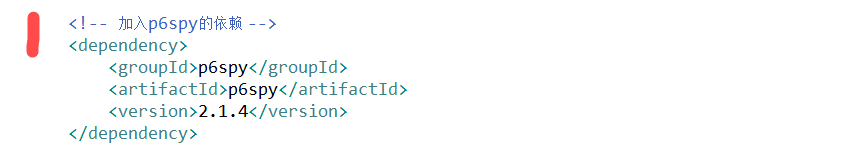 <!-- 加入p6spy的依赖 -->
<dependency>
    <groupId>p6spy</groupId>
    <artifactId>p6spy</artifactId>
    <version>2.1.4</version>
</dependency>